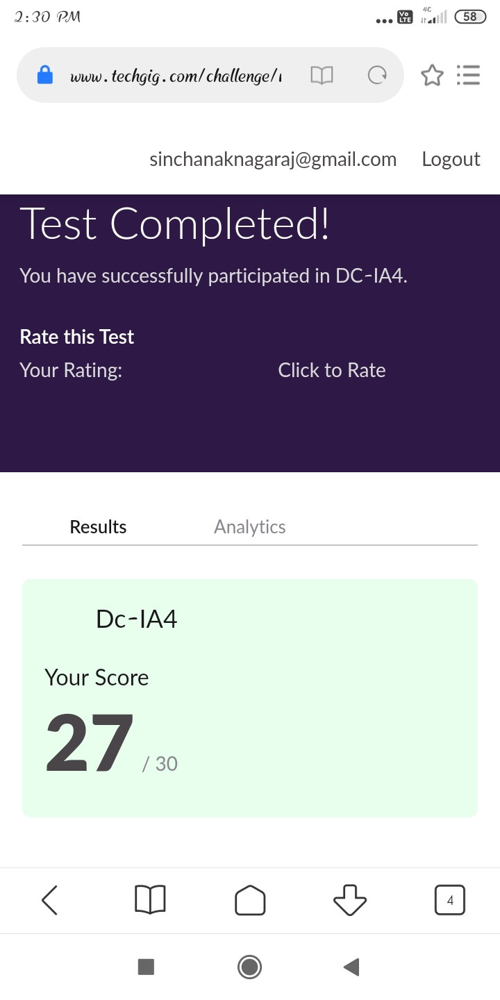 2:30 PM
... Vo LTE 4G 58
www.techgig.com/challenge/
sinchanaknagaraj@gmail.com Logout
Test Completed!
You have successfully participated in DC-IA4.
Rate this Test
Your Rating: Click to Rate
Results Analytics
Dc-IA4
Your Score
27 / 30
4